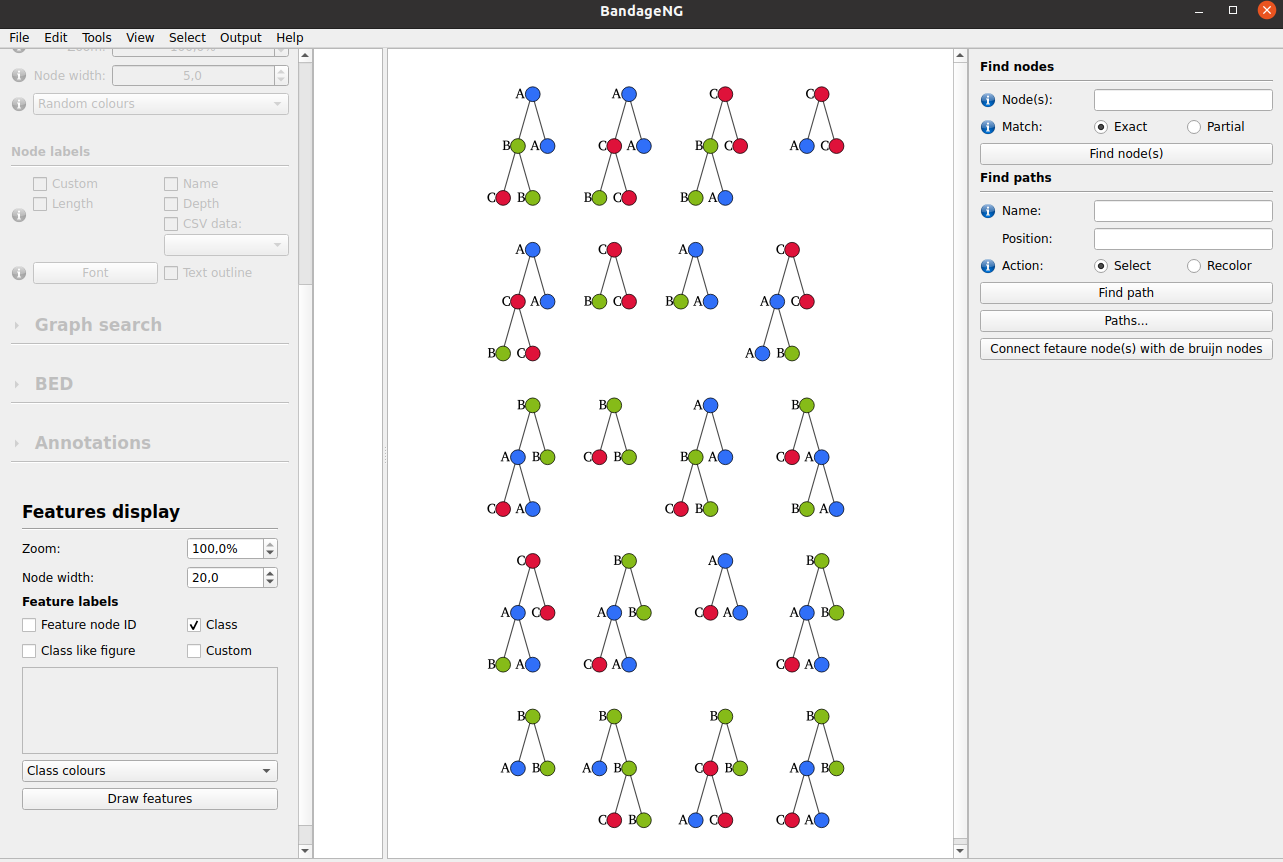 BandageNG
File Edit Tools View Select Output Help
Zoom: 100,0%
Node width: 5,0
Random colours
Node labels
Custom Name
Length Depth
CSV data:
Font Text outline
Graph search
BED
Annotations
Features display
Zoom: 100,0%
Node width: 20,0
Feature labels
Feature node ID Class
Class like figure Custom
Class colours
Draw features
A A C C
B A C A B C A C
C B B C B A
A C A C
C A B C B A A C
B C A B
B B A B
A B C B B A C A
C A C B B A
C B A B
A C A B C A A B
B A C A C A
B B B B
A B A B C B A B
C B A C C A
Find nodes
Node(s):
Match: Exact Partial
Find node(s)
Find paths
Name:
Position:
Action: Select Recolor
Find path
Paths...
Connect fetaure node(s) with de bruijn nodes